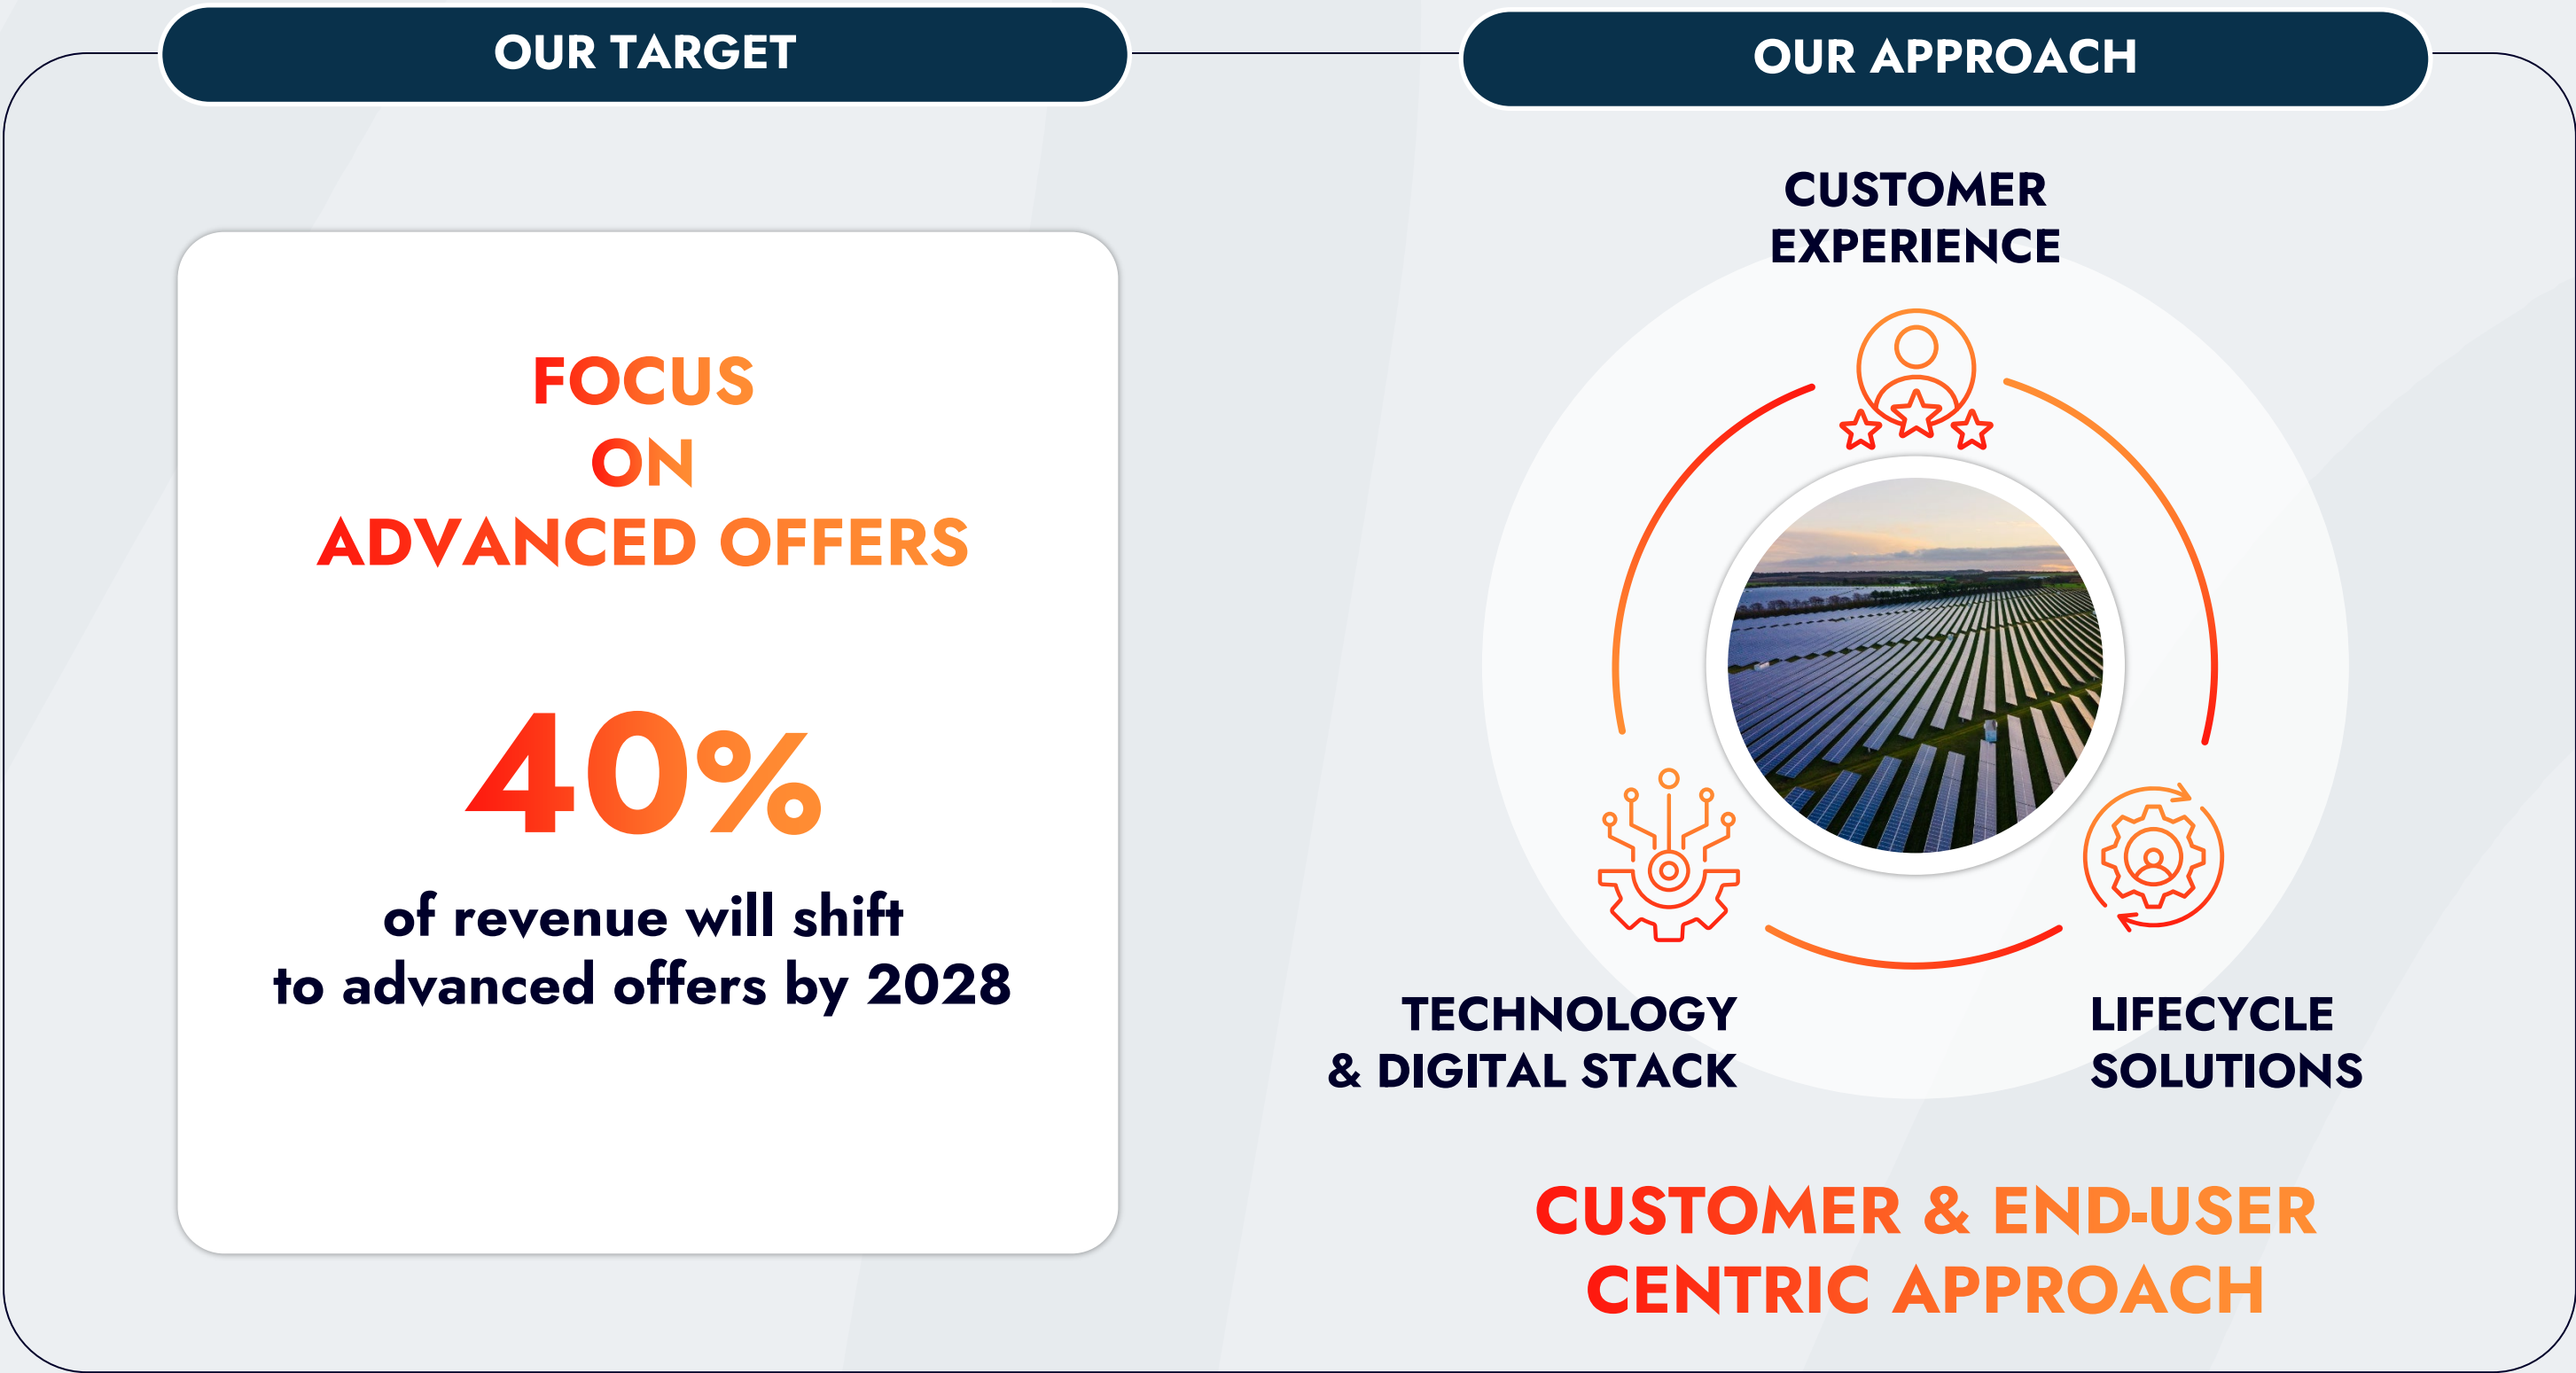 OUR TARGET
FOCUS
ON
ADVANCED OFFERS
40%
of revenue will shift
to advanced offers by 2028
OUR APPROACH
CUSTOMER
EXPERIENCE
TECHNOLOGY
& DIGITAL STACK
LIFECYCLE
SOLUTIONS
CUSTOMER & END-USER
CENTRIC APPROACH